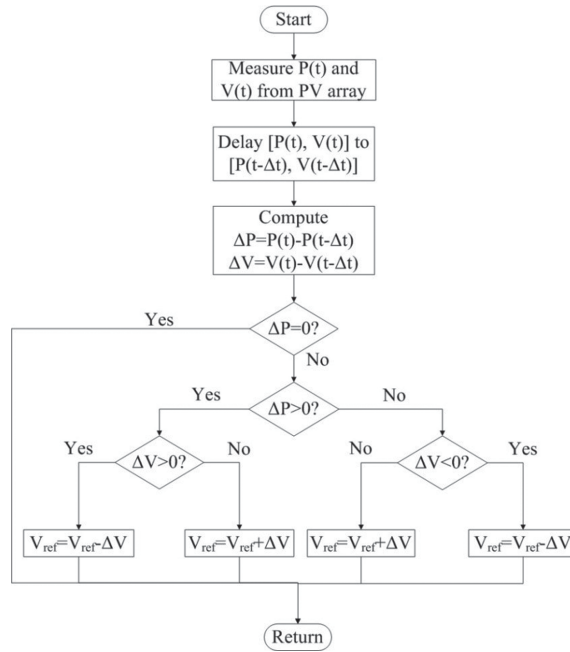 Start
Measure P(t) and
V(t) from PV array
Delay [P(t), V(t)] to
[P(t-Δt), V(t-Δt)]
Compute
ΔP=P(t)-P(t-Δt)
ΔV=V(t)-V(t-Δt)
Yes
ΔP=0?
No
Yes
ΔP>0?
No
Yes
ΔV>0?
No
No
ΔV<0?
Yes
Vref=Vref-ΔV
Vref=Vref+ΔV
Vref=Vref+ΔV
Vref=Vref-ΔV
Return